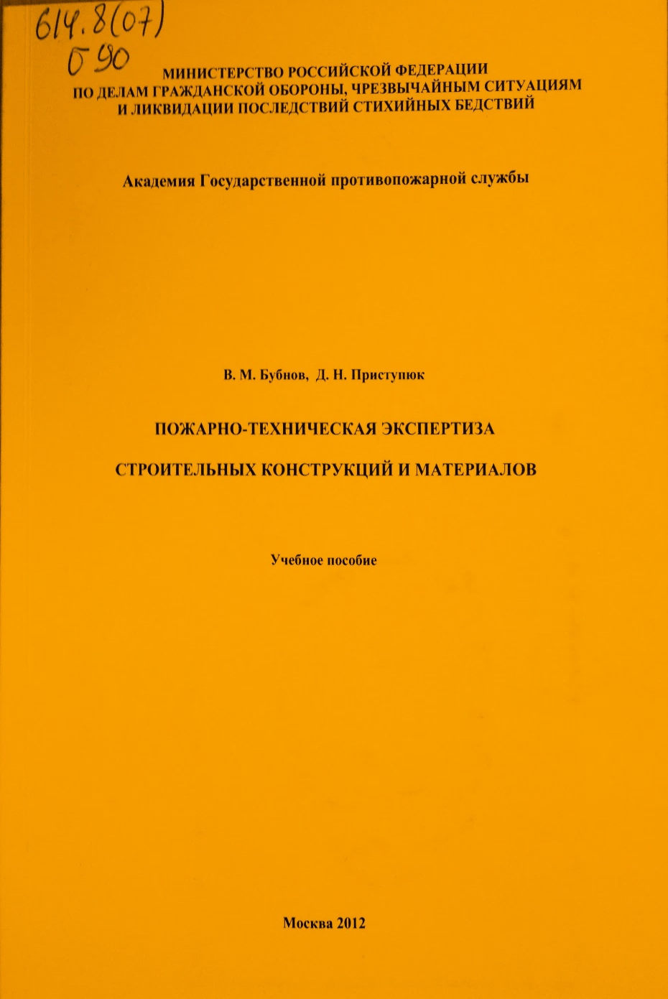 614.8(07)
Б 90
МИНИСТЕРСТВО РОССИЙСКОЙ ФЕДЕРАЦИИ
ПО ДЕЛАМ ГРАЖДАНСКОЙ ОБОРОНЫ, ЧРЕЗВЫЧАЙНЫМ СИТУАЦИЯМ
И ЛИКВИДАЦИИ ПОСЛЕДСТВИЙ СТИХИЙНЫХ БЕДСТВИЙ
Академия Государственной противопожарной службы
В. М. Бубнов, Д. Н. Приступюк
ПОЖАРНО-ТЕХНИЧЕСКАЯ ЭКСПЕРТИЗА
СТРОИТЕЛЬНЫХ КОНСТРУКЦИЙ И МАТЕРИАЛОВ
Учебное пособие
Москва 2012